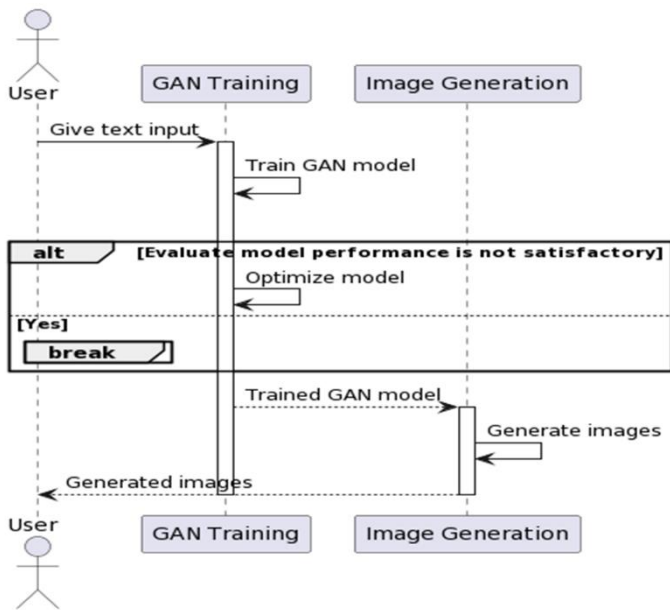 User
GAN Training
Image Generation
Give text input
Train GAN model
alt
[Evaluate model performance is not satisfactory]
Optimize model
[Yes]
break
Trained GAN model
Generate images
Generated images
User
GAN Training
Image Generation